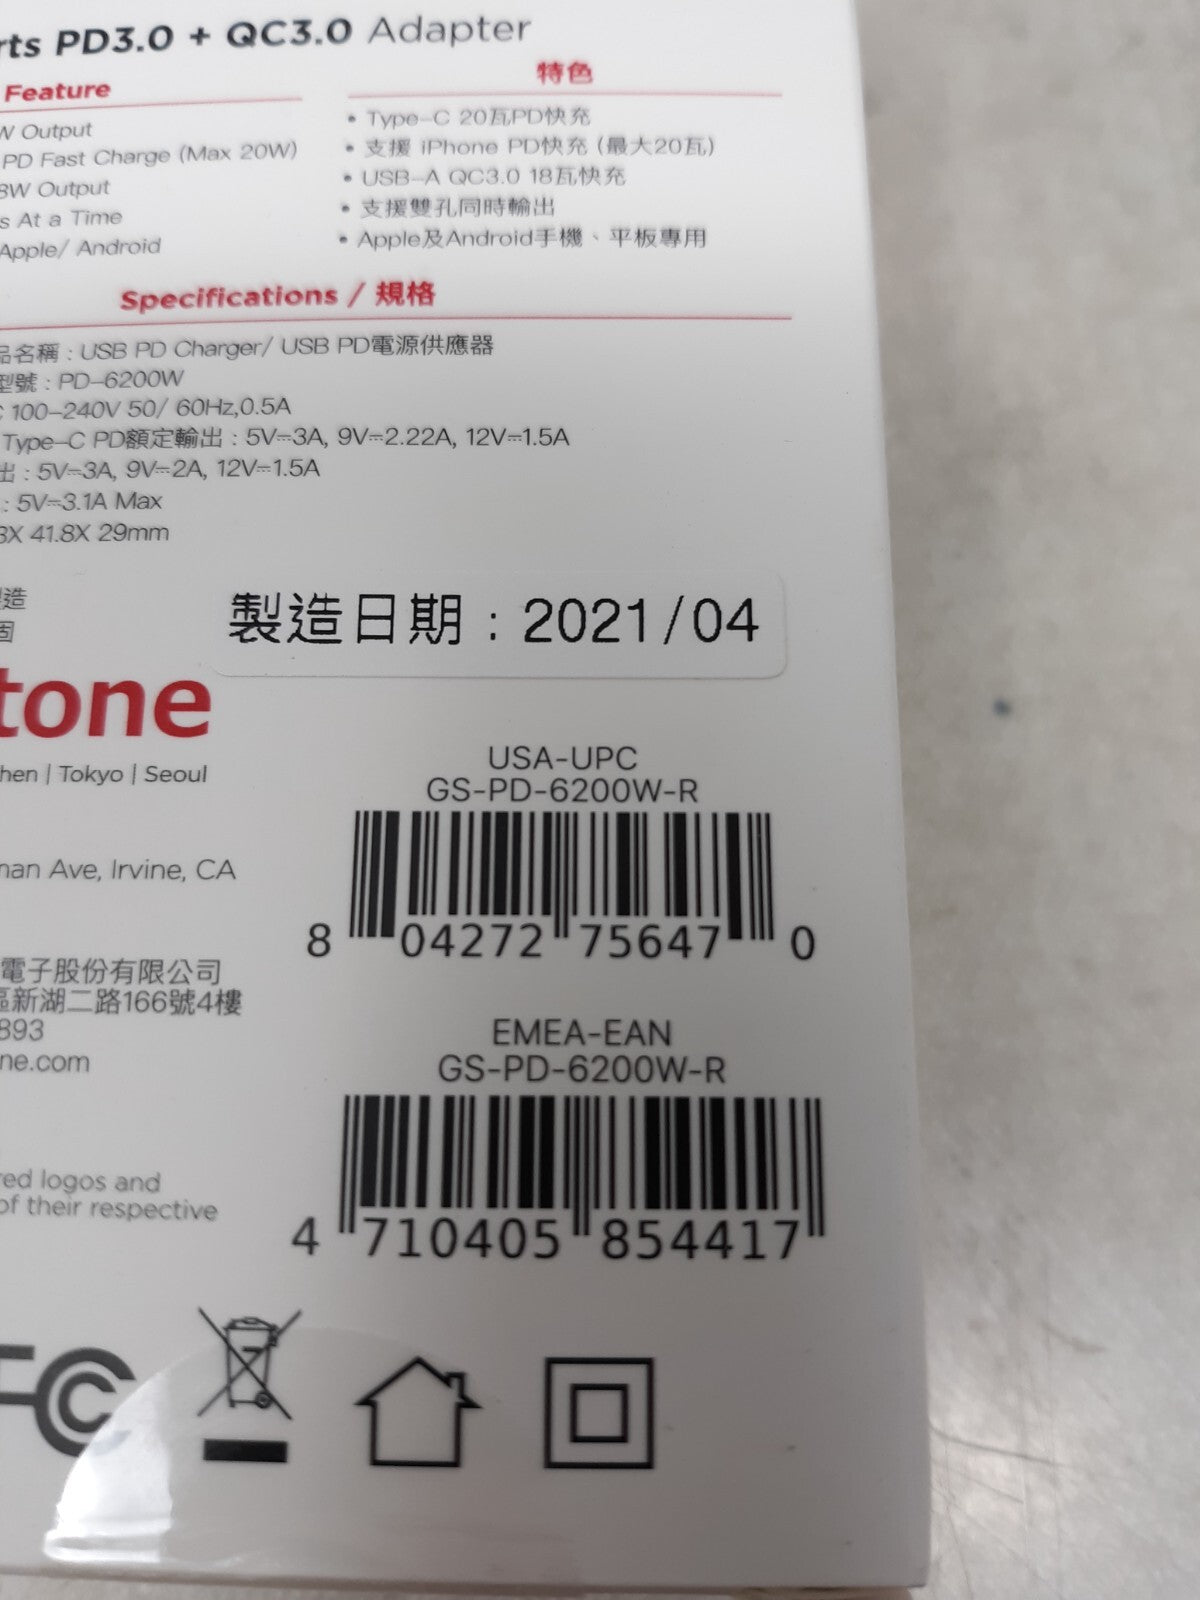 rts PD3.0 + QC3.0 Adapter
Feature
W Output
PD Fast Charge (Max 20W)
8W Output
s At a Time
Apple/ Android
特色
• Type-C 20瓦PD快充
• 支援 iPhone PD快充 (最大20瓦)
• USB-A QC3.0 18瓦快充
• 支援雙孔同時輸出
• Apple及Android手機、平板專用
Specifications / 規格
品名稱 : USB PD Charger/ USB PD電源供應器
型號 : PD-6200W
C 100-240V 50/ 60Hz,0.5A
Type-C PD額定輸出 : 5V⎓3A, 9V⎓2.22A, 12V⎓1.5A
出 : 5V⎓3A, 9V⎓2A, 12V⎓1.5A
: 5V⎓3.1A Max
8X 41.8X 29mm
造
固
製造日期 : 2021/04
tone
hen | Tokyo | Seoul
man Ave, Irvine, CA
USA-UPC
GS-PD-6200W-R
8 04272 75647 0
電子股份有限公司
區新湖二路166號4樓
893
ne.com
EMEA-EAN
GS-PD-6200W-R
4 710405 854417
red logos and
of their respective
FC